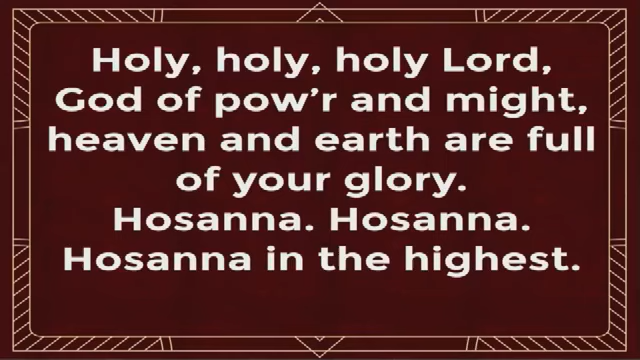 Holy, holy, holy Lord,
God of pow’r and might,
heaven and earth are full
of your glory.
Hosanna. Hosanna.
Hosanna in the highest.